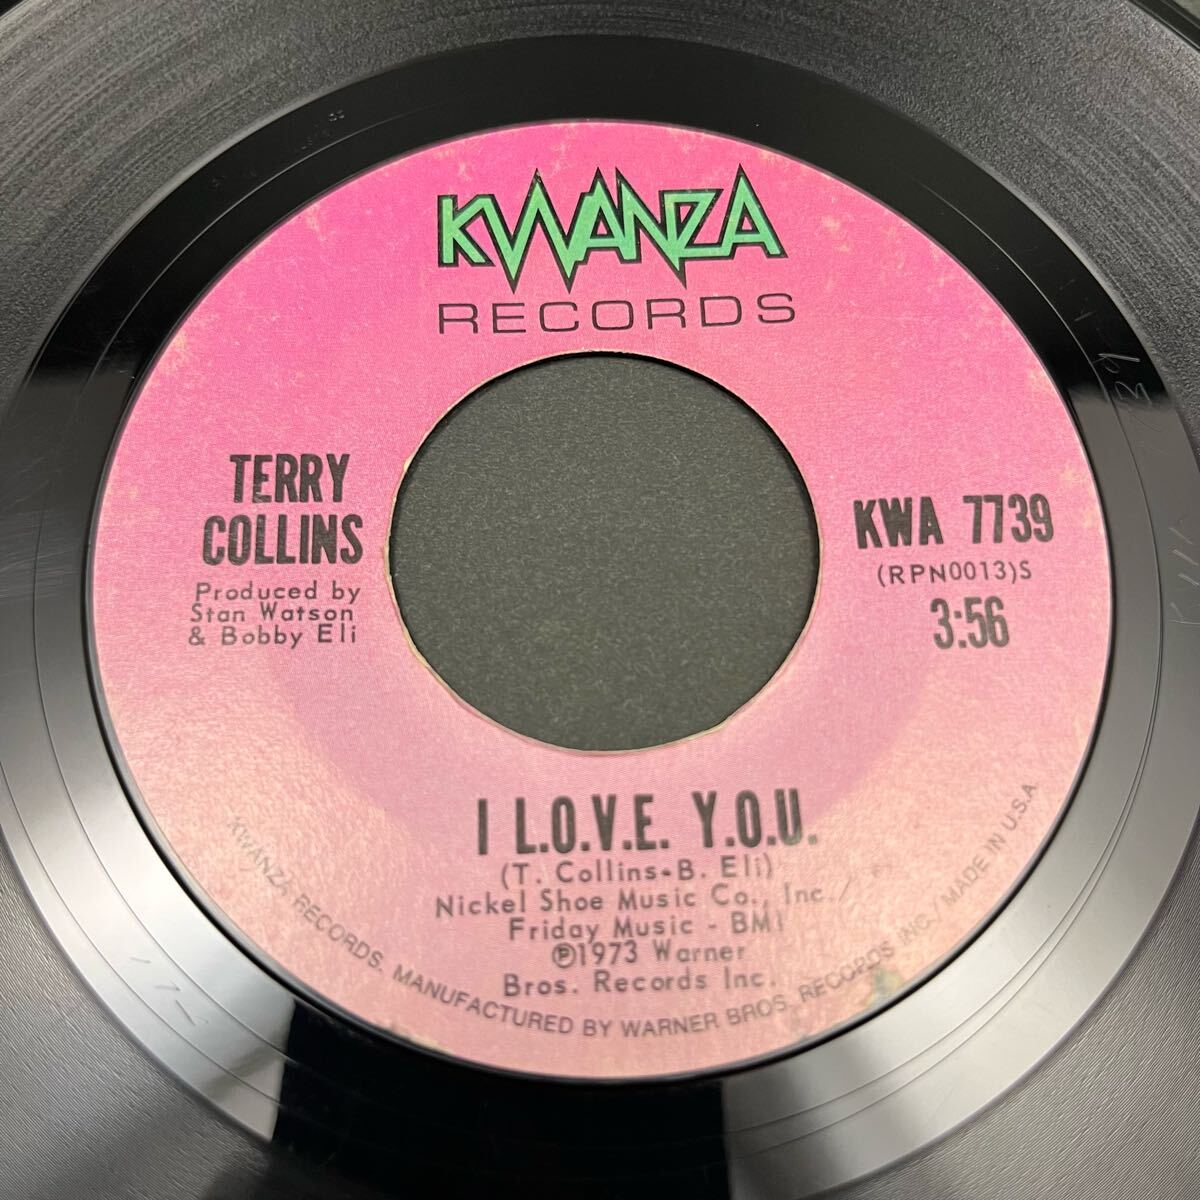 KWANZA
RECORDS
TERRY
COLLINS
Produced by
Stan Watson
& Bobby Eli
KWA 7739
(RPN0013)S
3:56
I L.O.V.E. Y.O.U.
(T. Collins-B. Eli)
Nickel Shoe Music Co., Inc./
Friday Music - BMI
℗1973 Warner
Bros. Records Inc.
KWANZA RECORDS. MANUFACTURED BY WARNER BROS. RECORDS INC./MADE IN U.S.A.